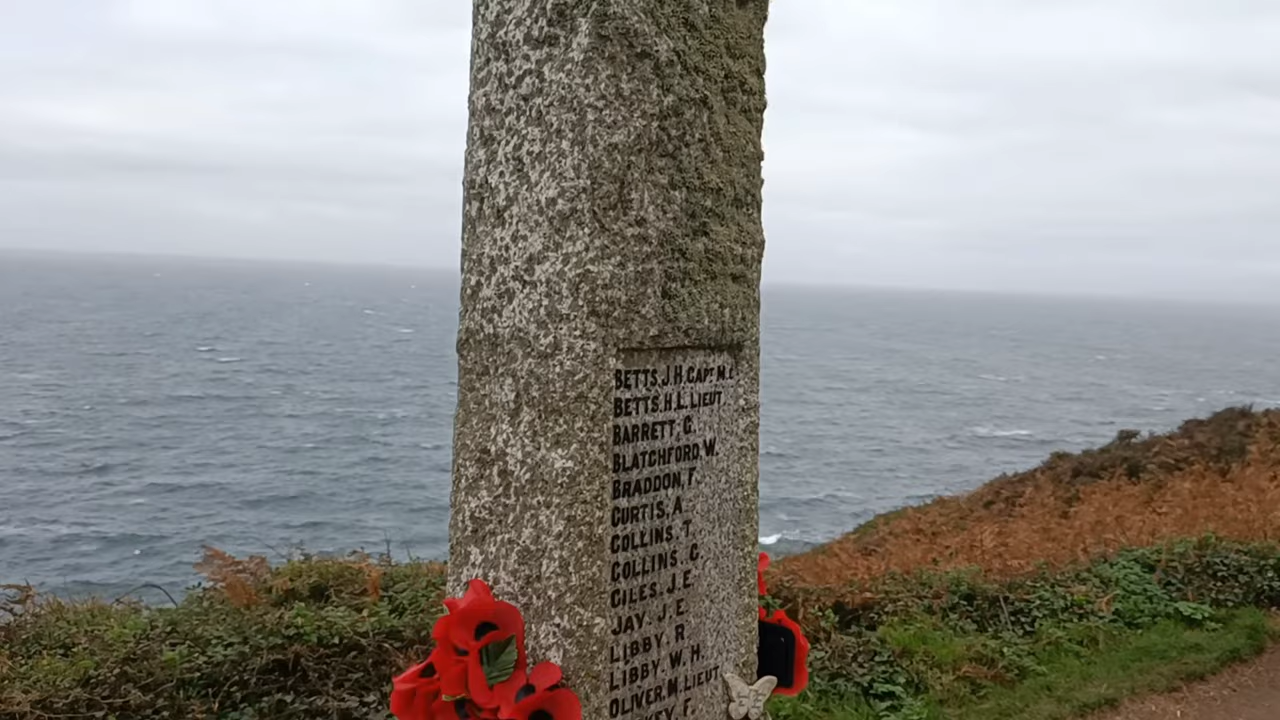 BETTS, J.H. CAPT M.C
BETTS. H.L. LIEUT
BARRETT, G.
BLATCHFORD, W.
BRADDON, F.
CURTIS, A.
COLLINS, T.
COLLINS, G.
GILES, J.E.
JAY, J.E.
LIBBY, R.
LIBBY, W.H.
OLIVER. M. LIEUT